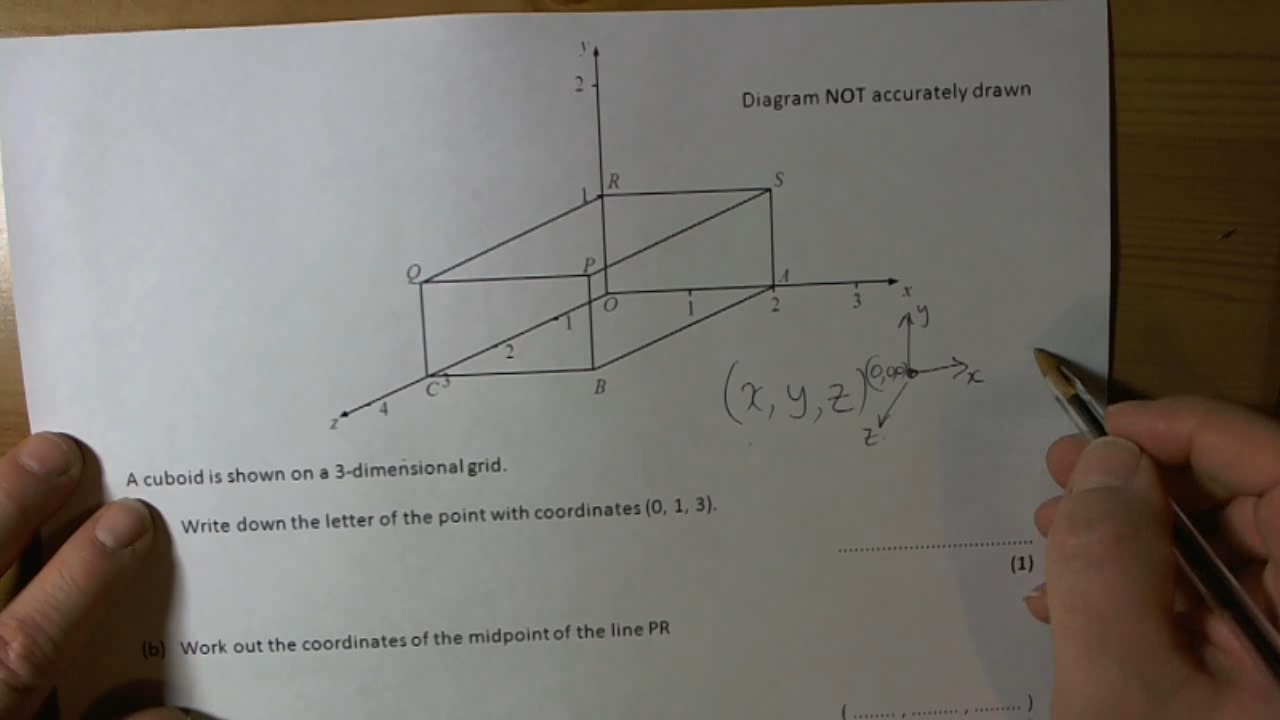 y
2
Diagram NOT accurately drawn
1 R S
Q P A
O 1 2 3 x
1
2
C 3 B
4
z
y
(x, y, z) (0,0,0) x
z
A cuboid is shown on a 3-dimensional grid.
Write down the letter of the point with coordinates (0, 1, 3).
(1)
(b) Work out the coordinates of the midpoint of the line PR
( ........ , ......... , ......... )